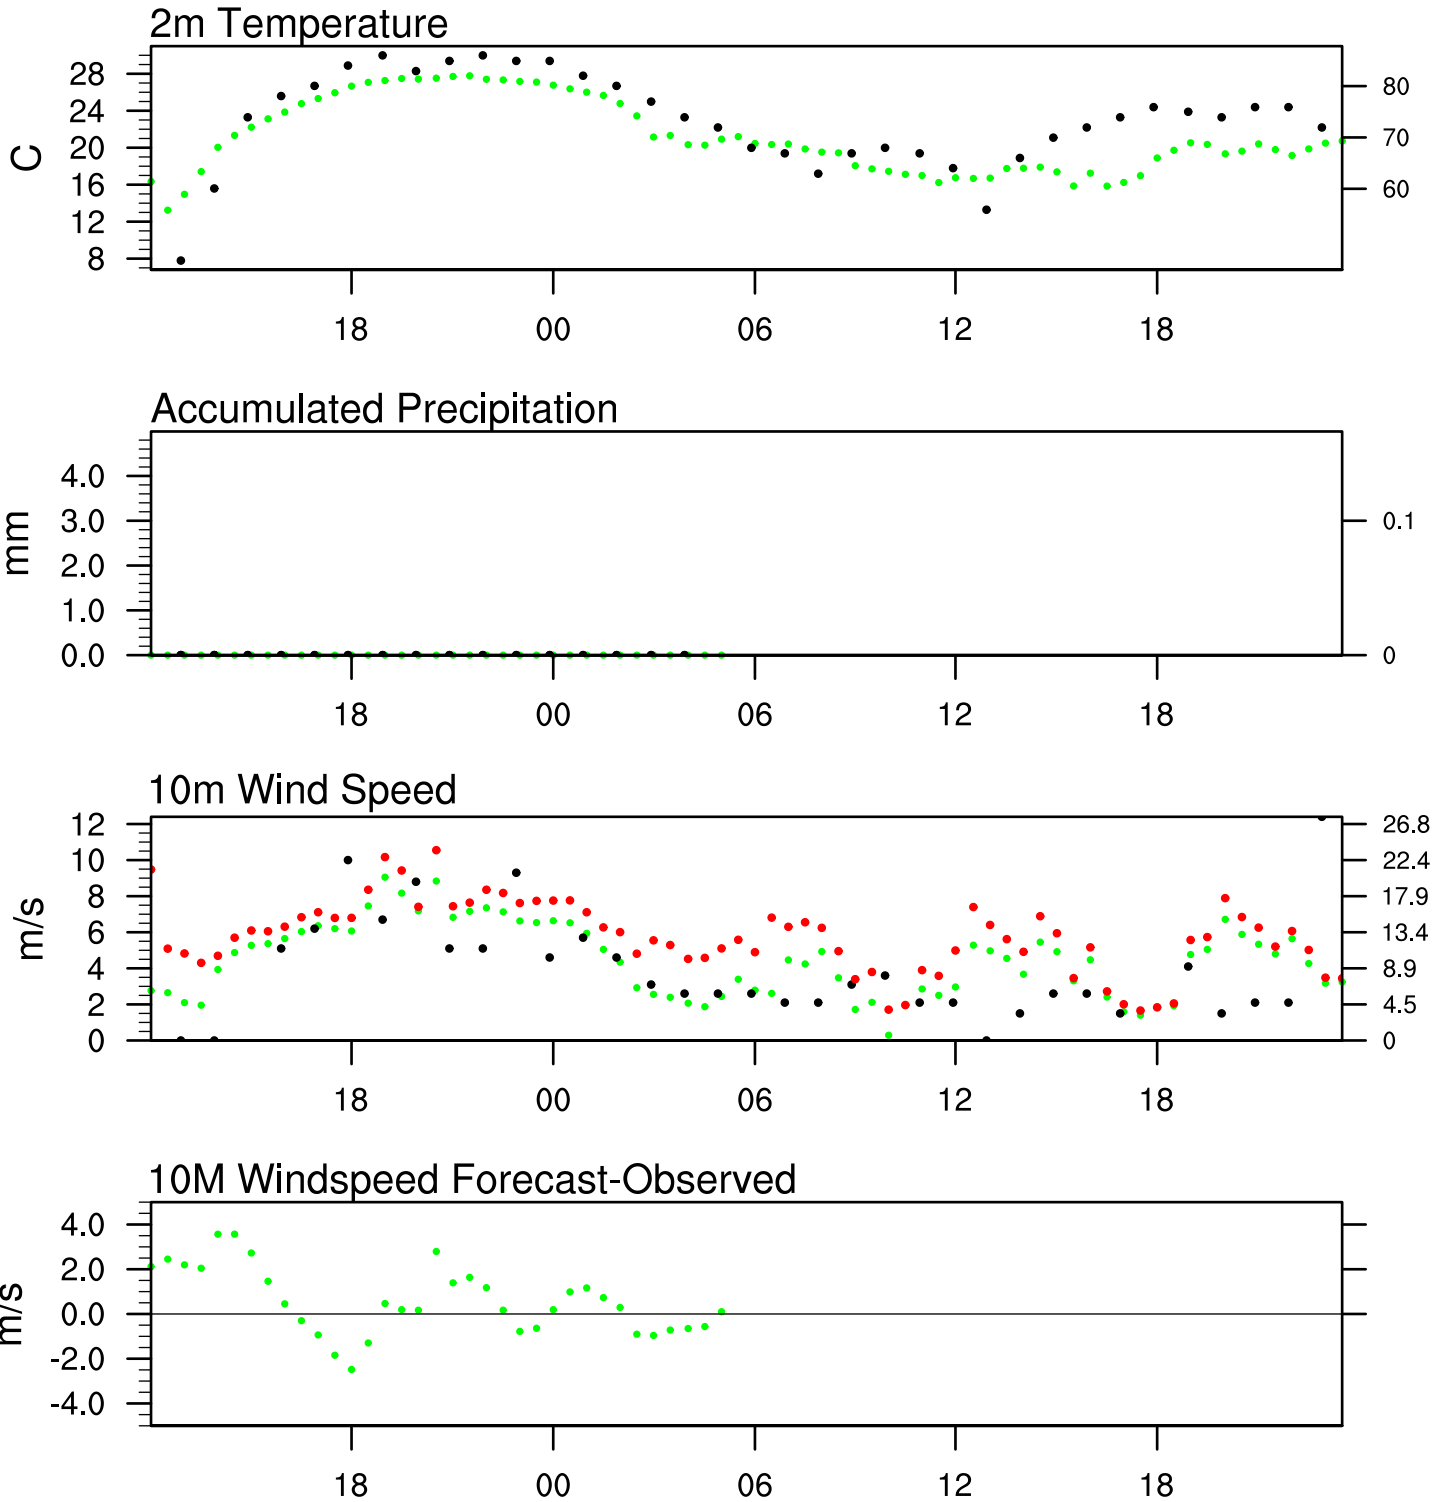 2m Temperature
28
24
20
16
12
8
C
80
70
60
18 00 06 12 18
Accumulated Precipitation
4.0
3.0
2.0
1.0
0.0
mm
0.1
0
18 00 06 12 18
10m Wind Speed
12
10
8
6
4
2
0
m/s
26.8
22.4
17.9
13.4
8.9
4.5
0
18 00 06 12 18
10M Windspeed Forecast-Observed
4.0
2.0
0.0
-2.0
-4.0
m/s
18 00 06 12 18